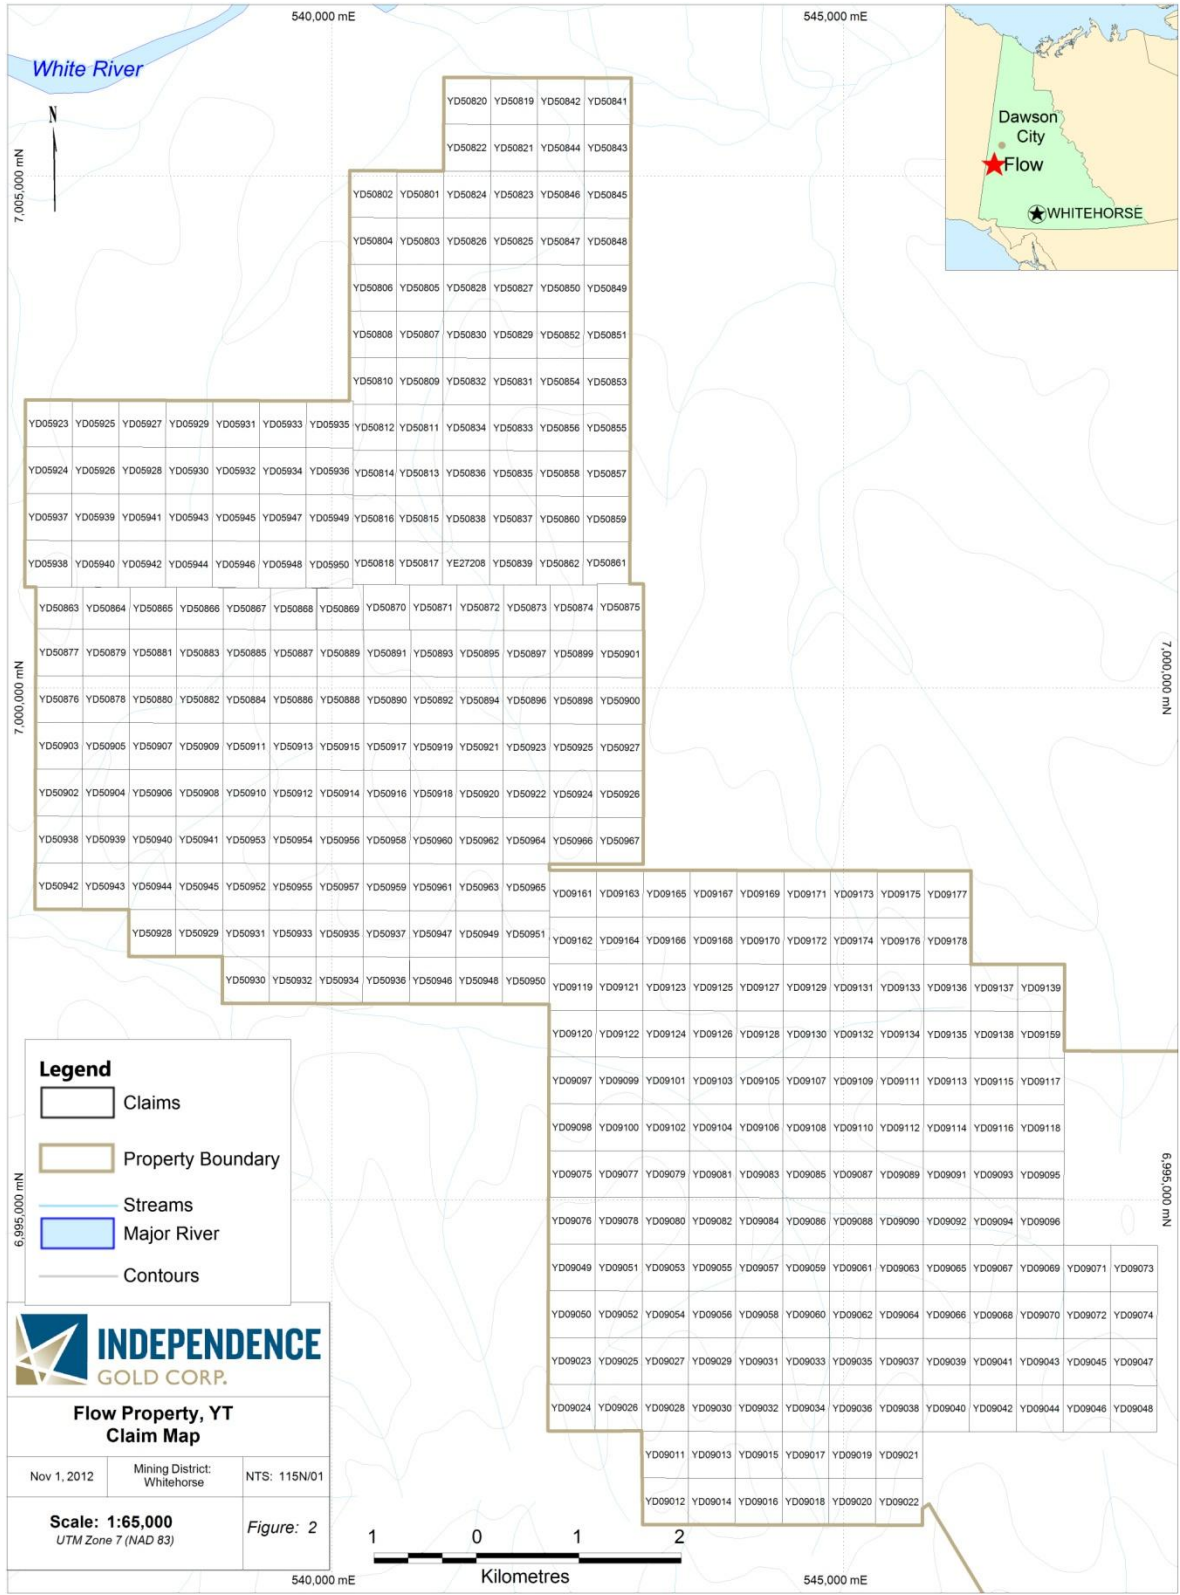 540,000 mE 545,000 mE
White River
N
7,005,000 mN
Dawson
City
Flow
WHITEHORSE
YD50820 YD50819 YD50842 YD50841
YD50822 YD50821 YD50844 YD50843
YD50802 YD50801 YD50824 YD50823 YD50846 YD50845
YD50804 YD50803 YD50826 YD50825 YD50847 YD50848
YD50806 YD50805 YD50828 YD50827 YD50850 YD50849
YD50808 YD50807 YD50830 YD50829 YD50852 YD50851
YD50810 YD50809 YD50832 YD50831 YD50854 YD50853
YD05923 YD05925 YD05927 YD05929 YD05931 YD05933 YD05935 YD50812 YD50811 YD50834 YD50833 YD50856 YD50855
YD05924 YD05926 YD05928 YD05930 YD05932 YD05934 YD05936 YD50814 YD50813 YD50836 YD50835 YD50858 YD50857
YD05937 YD05939 YD05941 YD05943 YD05945 YD05947 YD05949 YD50816 YD50815 YD50838 YD50837 YD50860 YD50859
YD05938 YD05940 YD05942 YD05944 YD05946 YD05948 YD05950 YD50818 YD50817 YE27208 YD50839 YD50862 YD50861
YD50863 YD50864 YD50865 YD50866 YD50867 YD50868 YD50869 YD50870 YD50871 YD50872 YD50873 YD50874 YD50875
YD50877 YD50879 YD50881 YD50883 YD50885 YD50887 YD50889 YD50891 YD50893 YD50895 YD50897 YD50899 YD50901
7,000,000 mN
YD50876 YD50878 YD50880 YD50882 YD50884 YD50886 YD50888 YD50890 YD50892 YD50894 YD50896 YD50898 YD50900
7,000,000 mN
YD50903 YD50905 YD50907 YD50909 YD50911 YD50913 YD50915 YD50917 YD50919 YD50921 YD50923 YD50925 YD50927
YD50902 YD50904 YD50906 YD50908 YD50910 YD50912 YD50914 YD50916 YD50918 YD50920 YD50922 YD50924 YD50926
YD50938 YD50939 YD50940 YD50941 YD50953 YD50954 YD50956 YD50958 YD50960 YD50962 YD50964 YD50966 YD50967
YD50942 YD50943 YD50944 YD50945 YD50952 YD50955 YD50957 YD50959 YD50961 YD50963 YD50965
YD09161 YD09163 YD09165 YD09167 YD09169 YD09171 YD09173 YD09175 YD09177
YD50928 YD50929 YD50931 YD50933 YD50935 YD50937 YD50947 YD50949 YD50951
YD09162 YD09164 YD09166 YD09168 YD09170 YD09172 YD09174 YD09176 YD09178
YD50930 YD50932 YD50934 YD50936 YD50946 YD50948 YD50950
YD09119 YD09121 YD09123 YD09125 YD09127 YD09129 YD09131 YD09133 YD09136 YD09137 YD09139
YD09120 YD09122 YD09124 YD09126 YD09128 YD09130 YD09132 YD09134 YD09135 YD09138 YD09159
YD09097 YD09099 YD09101 YD09103 YD09105 YD09107 YD09109 YD09111 YD09113 YD09115 YD09117
YD09098 YD09100 YD09102 YD09104 YD09106 YD09108 YD09110 YD09112 YD09114 YD09116 YD09118
YD09075 YD09077 YD09079 YD09081 YD09083 YD09085 YD09087 YD09089 YD09091 YD09093 YD09095
6,995,000 mN
YD09076 YD09078 YD09080 YD09082 YD09084 YD09086 YD09088 YD09090 YD09092 YD09094 YD09096
YD09049 YD09051 YD09053 YD09055 YD09057 YD09059 YD09061 YD09063 YD09065 YD09067 YD09069 YD09071 YD09073
YD09050 YD09052 YD09054 YD09056 YD09058 YD09060 YD09062 YD09064 YD09066 YD09068 YD09070 YD09072 YD09074
YD09023 YD09025 YD09027 YD09029 YD09031 YD09033 YD09035 YD09037 YD09039 YD09041 YD09043 YD09045 YD09047
YD09024 YD09026 YD09028 YD09030 YD09032 YD09034 YD09036 YD09038 YD09040 YD09042 YD09044 YD09046 YD09048
YD09011 YD09013 YD09015 YD09017 YD09019 YD09021
YD09012 YD09014 YD09016 YD09018 YD09020 YD09022
Legend
Claims
Property Boundary
Streams
Major River
Contours
6,995,000 mN
INDEPENDENCE
GOLD CORP.
Flow Property, YT
Claim Map
Nov 1, 2012
Mining District:
Whitehorse
NTS: 115N/01
Scale: 1:65,000
UTM Zone 7 (NAD 83)
Figure: 2
1 0 1 2
Kilometres
540,000 mE 545,000 mE